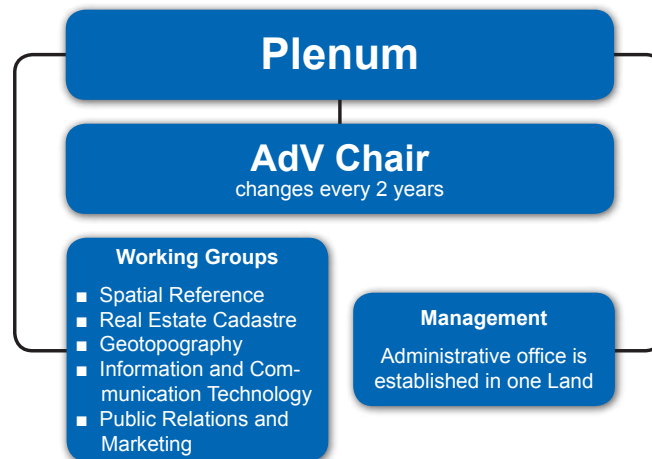 Plenum
AdV Chair
changes every 2 years
Working Groups
■ Spatial Reference
■ Real Estate Cadastre
■ Geotopography
■ Information and Com-
munication Technology
■ Public Relations and
Marketing
Management
Administrative office is
established in one Land